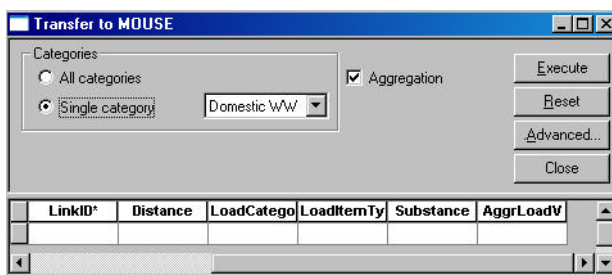 Transfer to MOUSE
Categories
All categories
Single category
Domestic WW
Aggregation
Execute
Reset
.Advanced...
Close
LinkID* Distance LoadCatego LoadItemTy Substance AggrLoadV